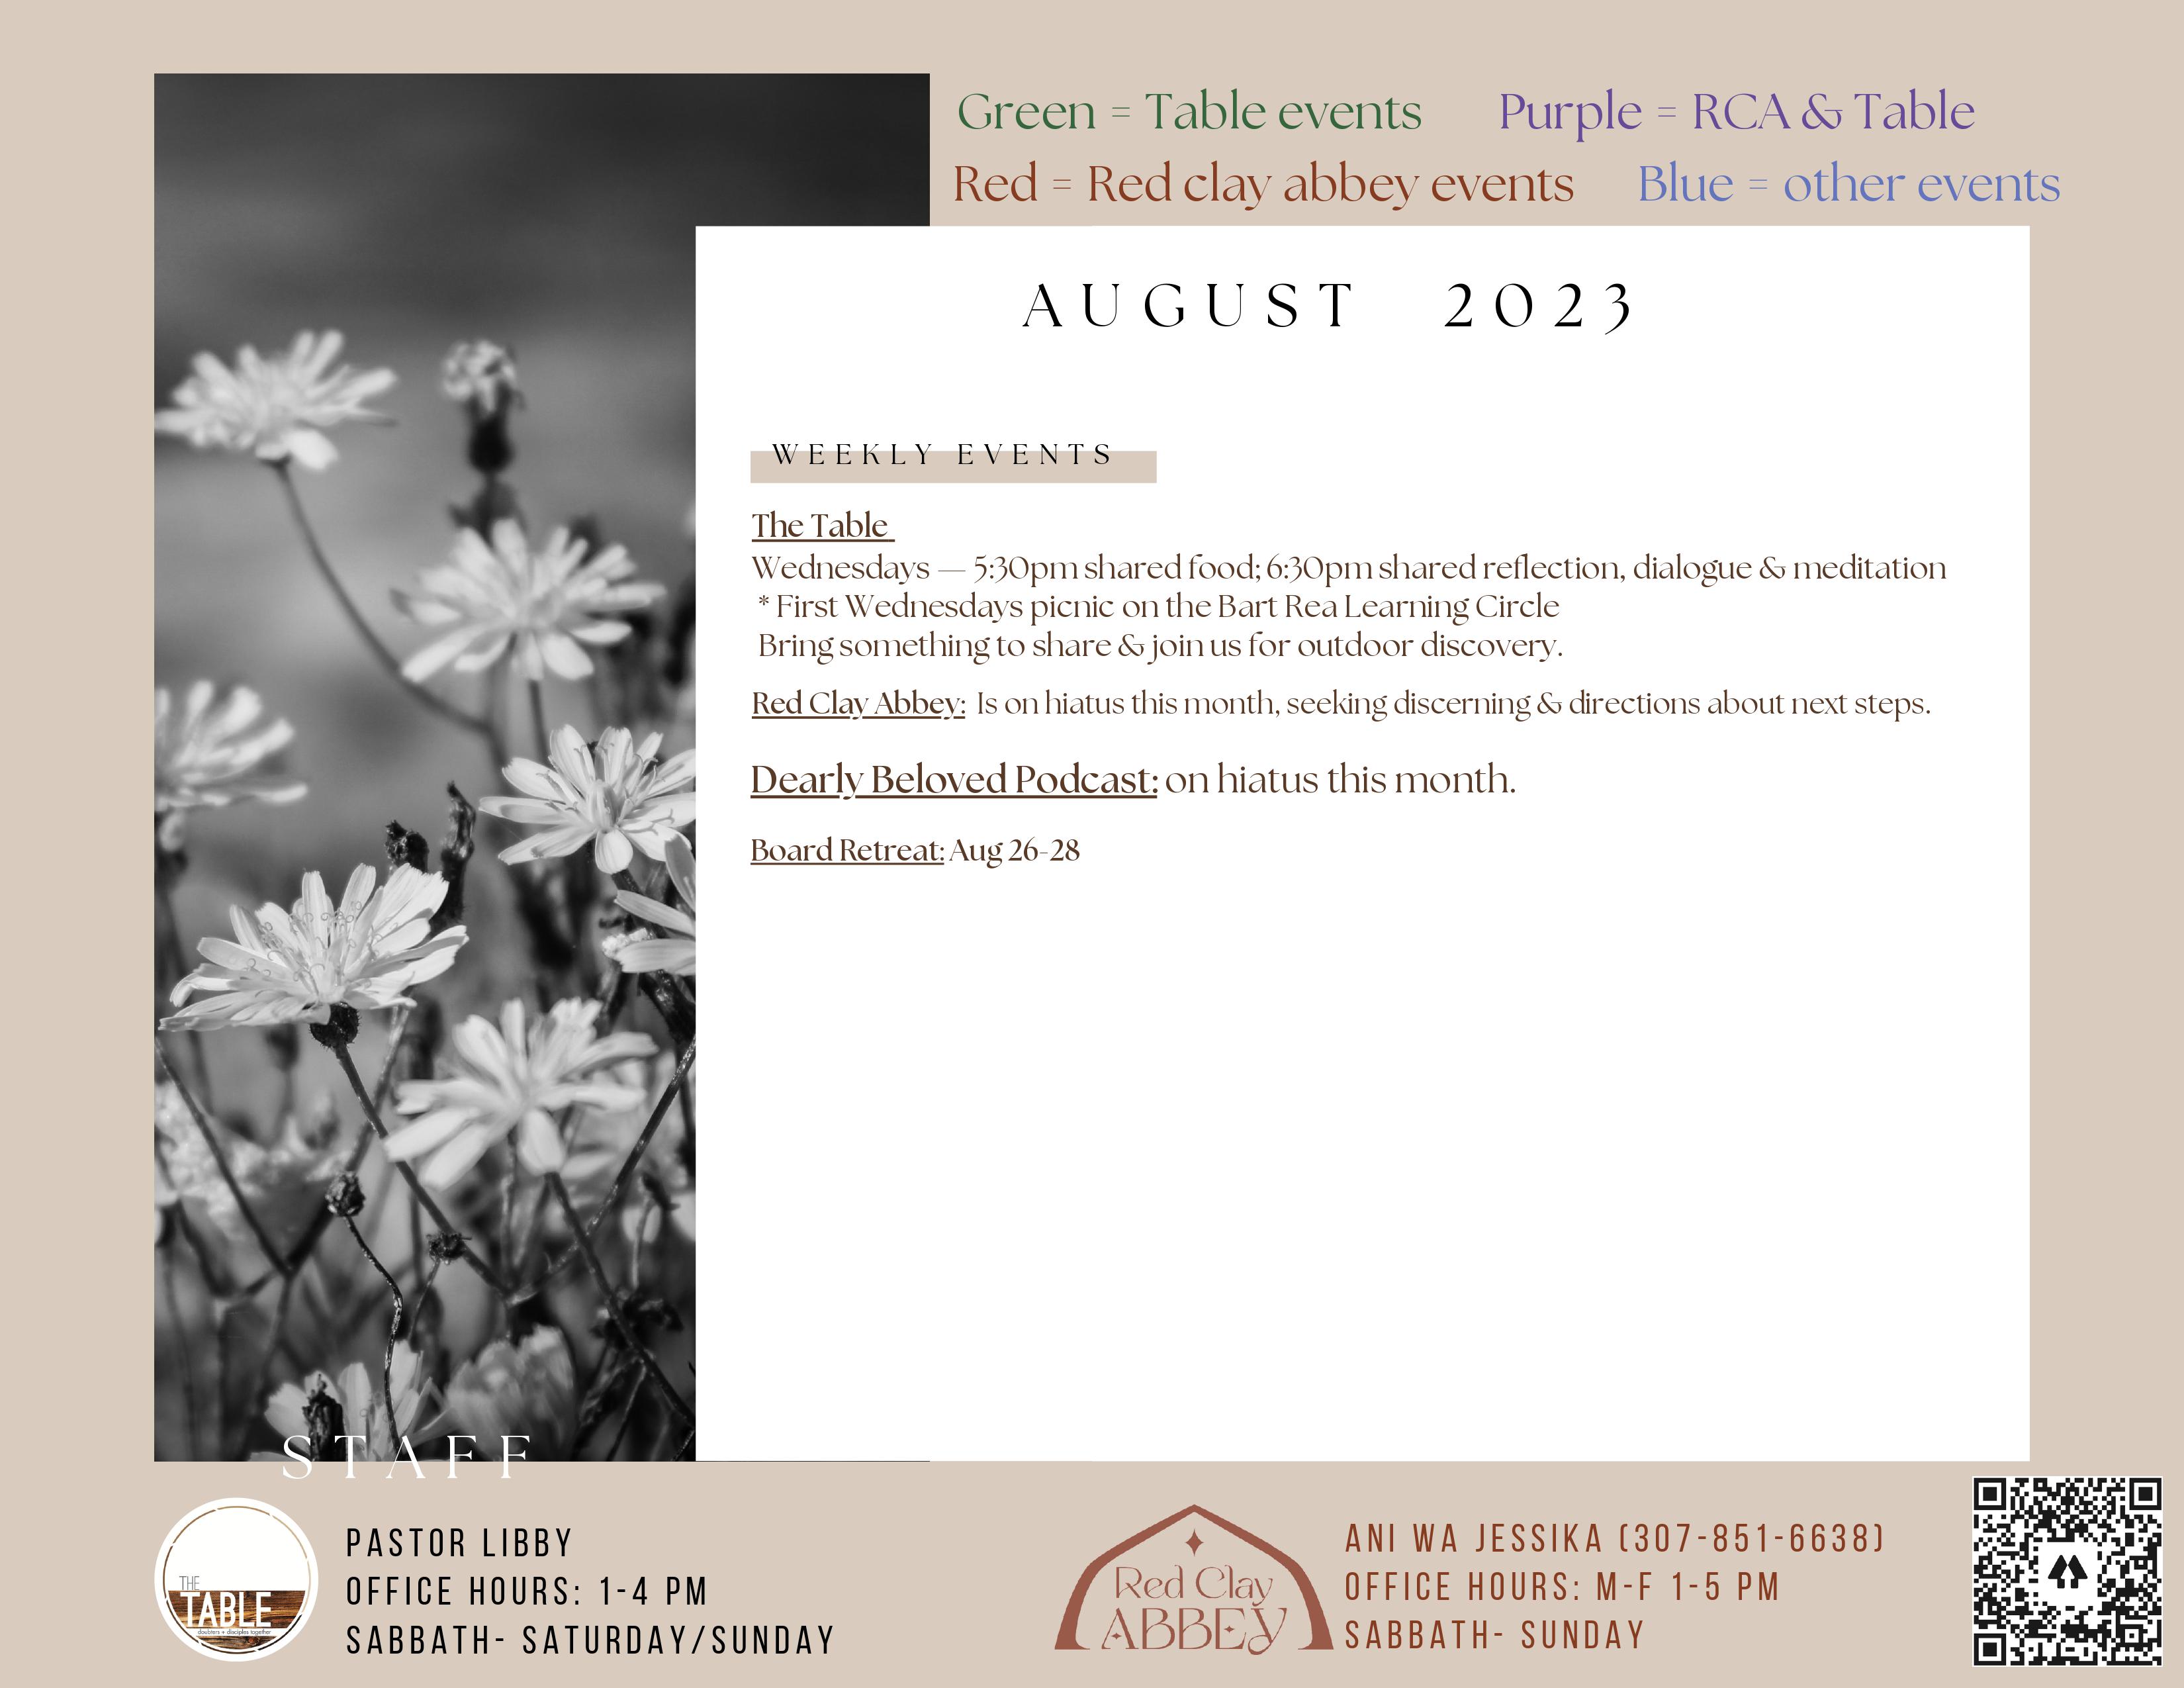 Green = Table events Purple = RCA & Table
Red = Red clay abbey events Blue = other events
AUGUST 2023
WEEKLY EVENTS
The Table
Wednesdays — 5:30pm shared food; 6:30pm shared reflection, dialogue & meditation
* First Wednesdays picnic on the Bart Rea Learning Circle
Bring something to share & join us for outdoor discovery.
Red Clay Abbey: Is on hiatus this month, seeking discerning & directions about next steps.
Dearly Beloved Podcast: on hiatus this month.
Board Retreat: Aug 26-28
STAFF
THE
TABLE
doubters + disciples together
PASTOR LIBBY
OFFICE HOURS: 1-4 PM
SABBATH- SATURDAY/SUNDAY
Red Clay
ABBEY
ANI WA JESSIKA (307-851-6638)
OFFICE HOURS: M-F 1-5 PM
SABBATH- SUNDAY